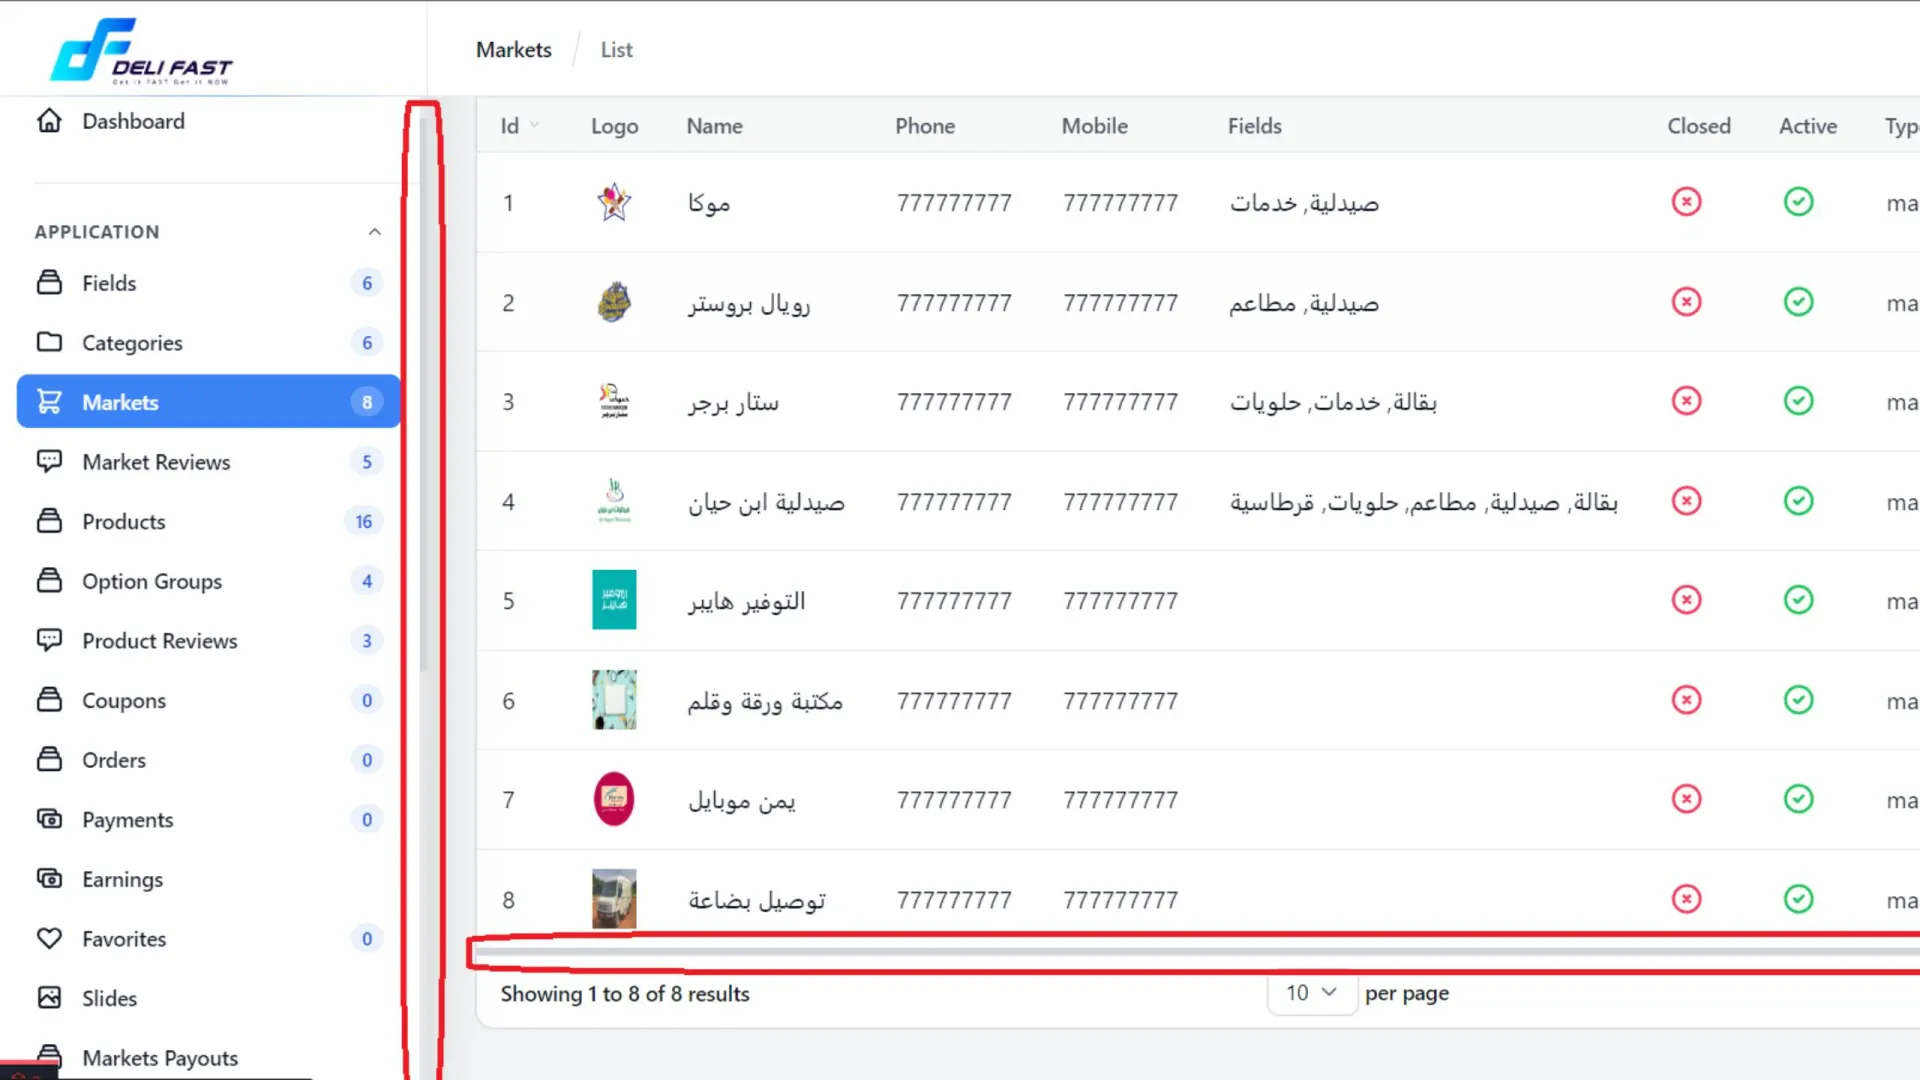 DELI FAST
Get it FAST Get it NOW
Markets
List
Dashboard
APPLICATION
Fields 6
Categories 6
Markets 8
Market Reviews 5
Products 16
Option Groups 4
Product Reviews 3
Coupons 0
Orders 0
Payments 0
Earnings
Favorites 0
Slides
Markets Payouts
Id Logo Name Phone Mobile Fields Closed Active Typ
1 موكا 777777777 777777777 صيدلية, خدمات ma
2 رويال بروستر 777777777 777777777 صيدلية, مطاعم ma
3 ستار برجر 777777777 777777777 بقالة, خدمات, حلويات ma
4 صيدلية ابن حيان 777777777 777777777 بقالة, صيدلية, مطاعم, حلويات, قرطاسية ma
5 التوفير هايبر 777777777 777777777 ma
6 مكتبة ورقة وقلم 777777777 777777777 ma
7 يمن موبايل 777777777 777777777 ma
8 توصيل بضاعة 777777777 777777777 ma
Showing 1 to 8 of 8 results
10 per page